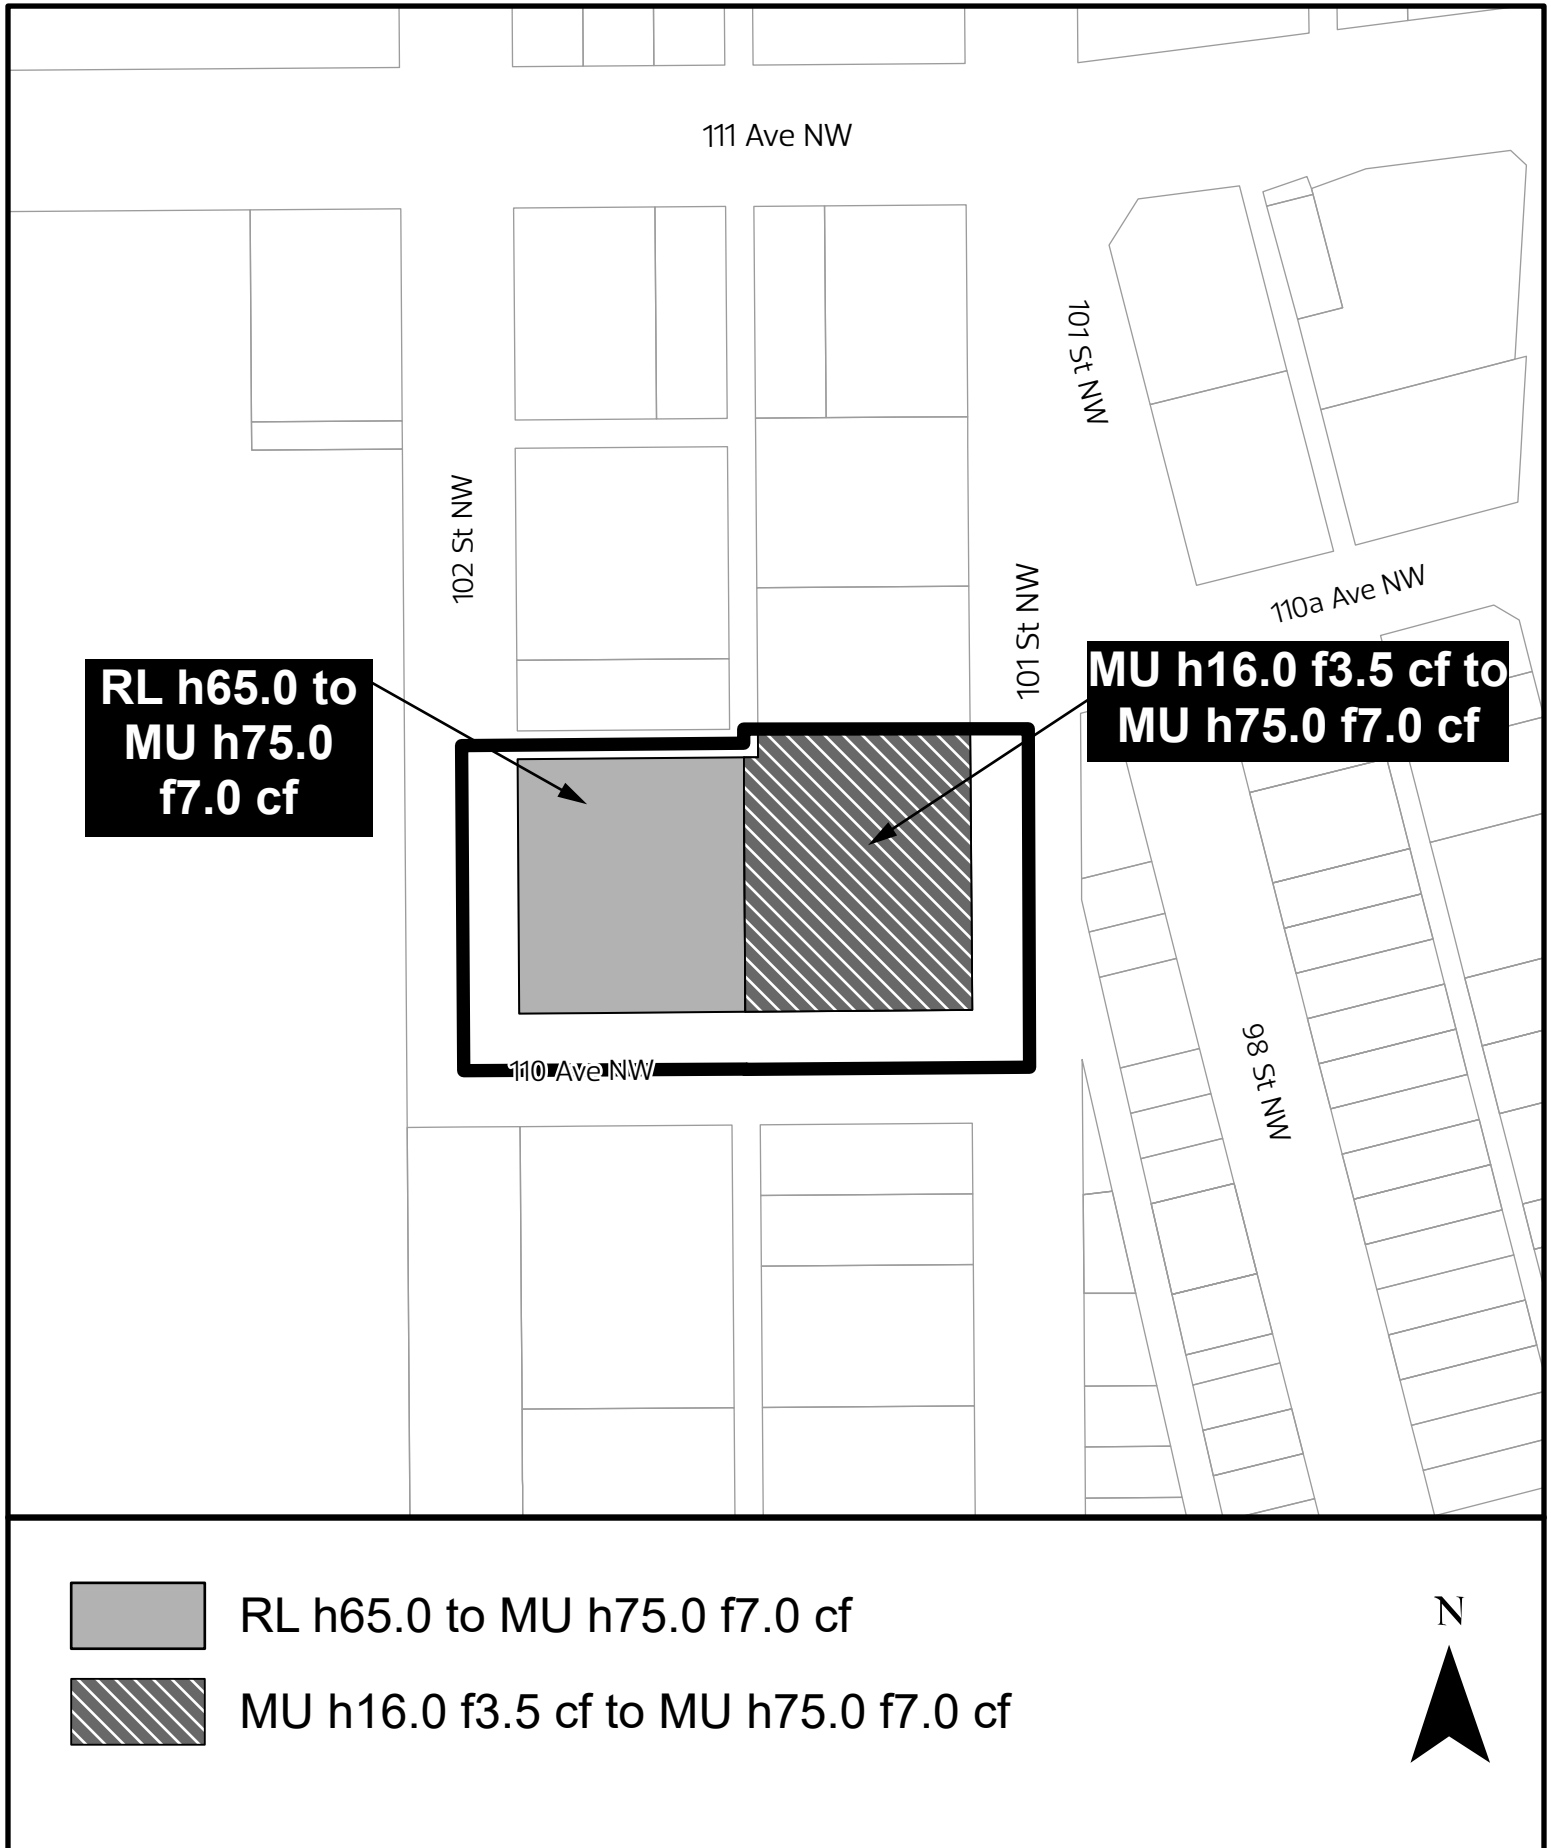 111 Ave NW
101 St NW
102 St NW
101 St NW
110a Ave NW
RL h65.0 to
MU h75.0
f7.0 cf
MU h16.0 f3.5 cf to
MU h75.0 f7.0 cf
98 St NW
110 Ave NW
RL h65.0 to MU h75.0 f7.0 cf
N
MU h16.0 f3.5 cf to MU h75.0 f7.0 cf